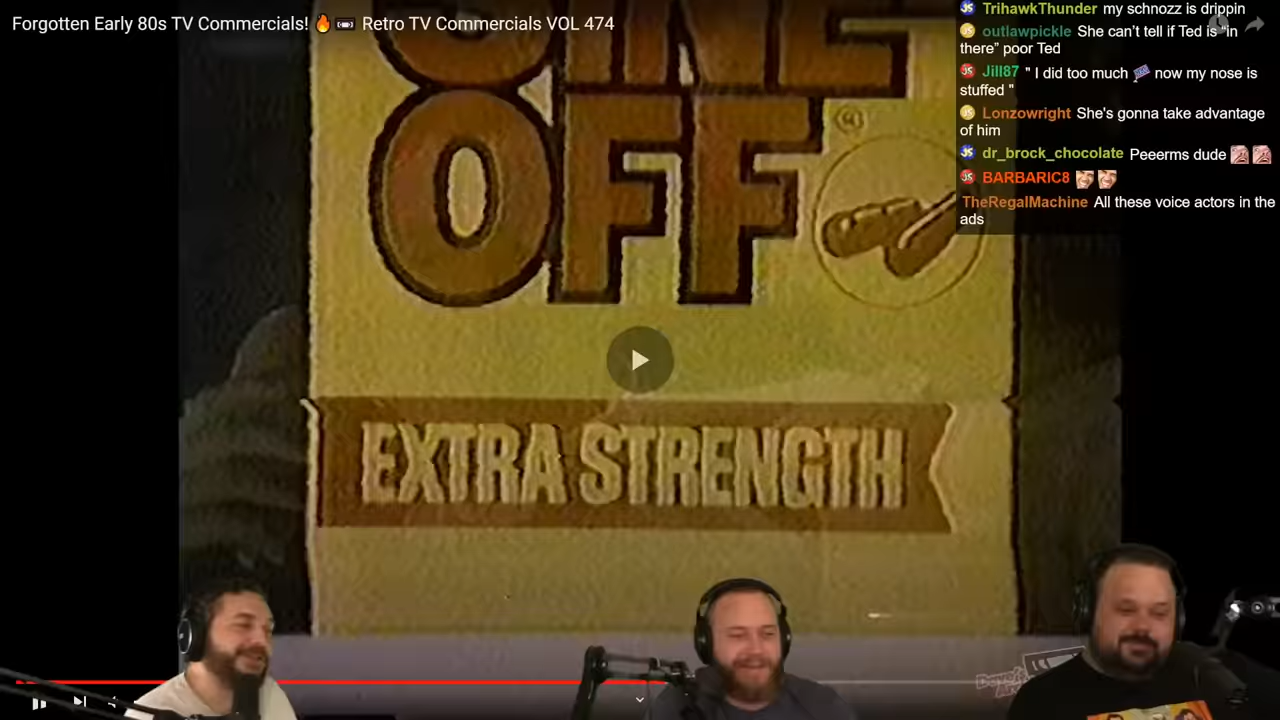 Forgotten Early 80s TV Commercials! 🔥📼 Retro TV Commercials VOL 474
TrihawkThunder my schnozz is drippin
outlawpickle She can't tell if Ted is "in
there" poor Ted
Jill87 " I did too much now my nose is
stuffed "
Lonzowright She's gonna take advantage
of him
dr_brock_chocolate Peeerms dude
BARBARIC8
TheRegalMachine All these voice actors in the
ads
SINE
OFF®
EXTRA STRENGTH